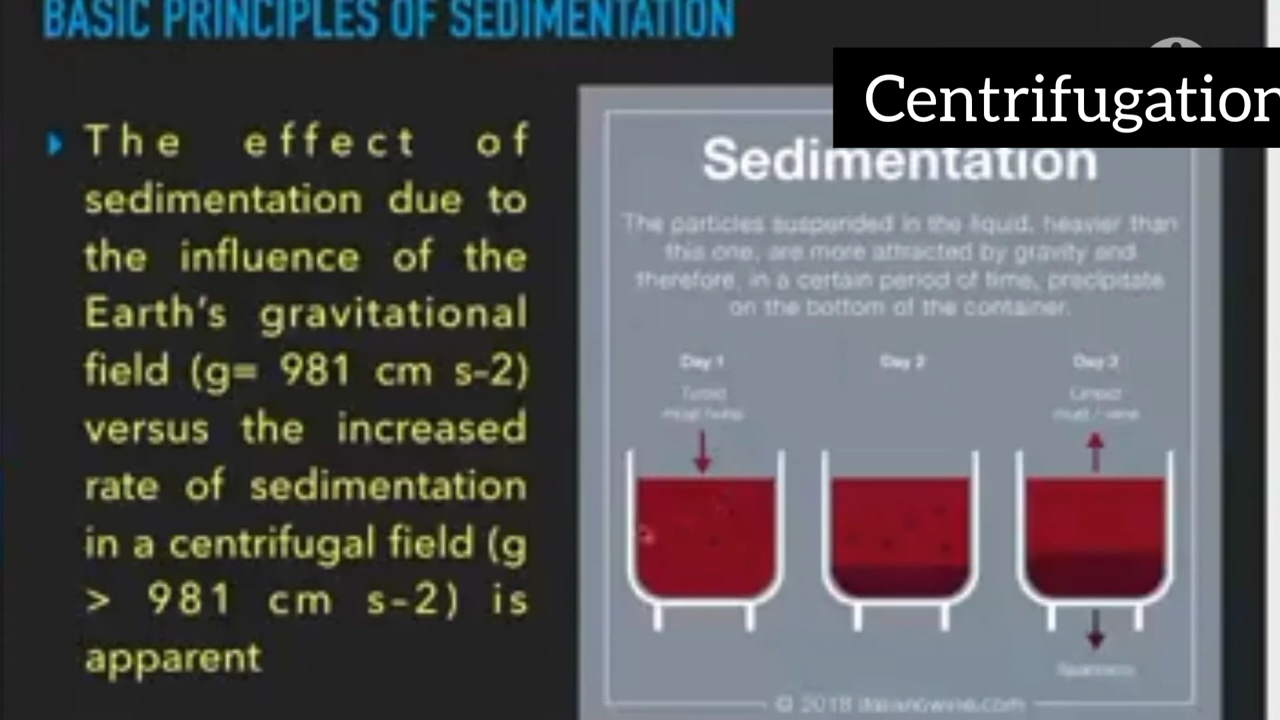 BASIC PRINCIPLES OF SEDIMENTATION
Centrifugation
The effect of
sedimentation due to
the influence of the
Earth's gravitational
field (g= 981 cm s-2)
versus the increased
rate of sedimentation
in a centrifugal field (g
> 981 cm s-2) is
apparent
Sedimentation
The particles suspended in the liquid, heavier than
this one, are more attracted by gravity and
therefore, in a certain period of time, precipitate
on the bottom of the container.
Day 1
Day 2
Day 3
© 2018